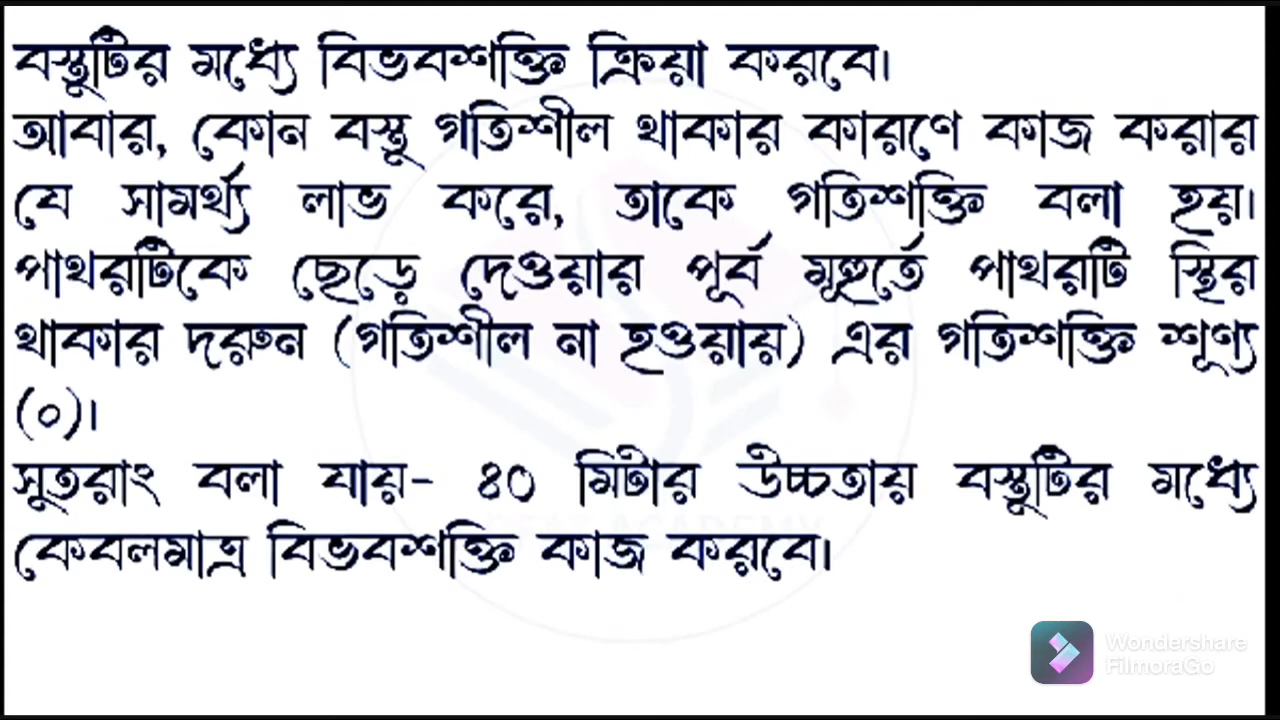 বস্তুটির মধ্যে বিভবশক্তি ক্রিয়া করবে।
আবার, কোন বস্তু গতিশীল থাকার কারণে কাজ করার
যে সামর্থ্য লাভ করে, তাকে গতিশক্তি বলা হয়।
পাথরটিকে ছেড়ে দেওয়ার পূর্ব মূহুর্তে পাথরটি স্থির
থাকার দরুন (গতিশীল না হওয়ায়) এর গতিশক্তি শূণ্য
(০)।
সূতরাং বলা যায়- ৪০ মিটার উচ্চতায় বস্তুটির মধ্যে
কেবলমাত্র বিভবশক্তি কাজ করবে।
Wondershare
FilmoraGo